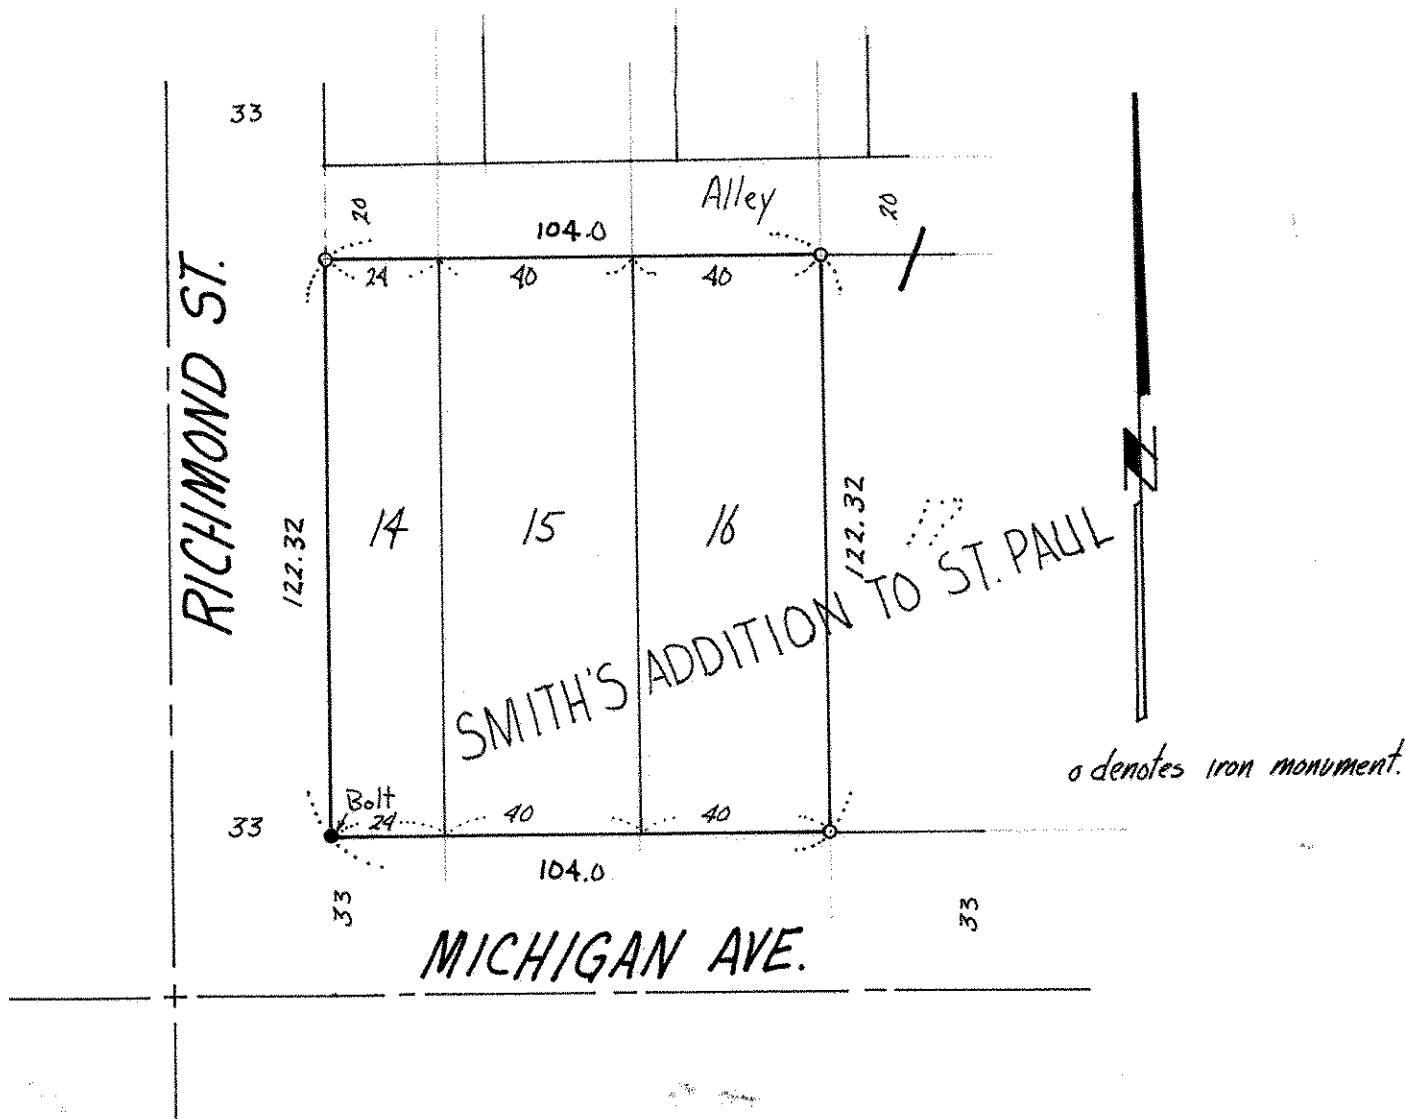 33
20
Alley
20
104.0
24
40
40
RICHMOND ST.
122.32
14
15
16
122.32
SMITH'S ADDITION TO ST. PAUL
N
o denotes iron monument.
33
Bolt
24
40
40
104.0
33
33
MICHIGAN AVE.